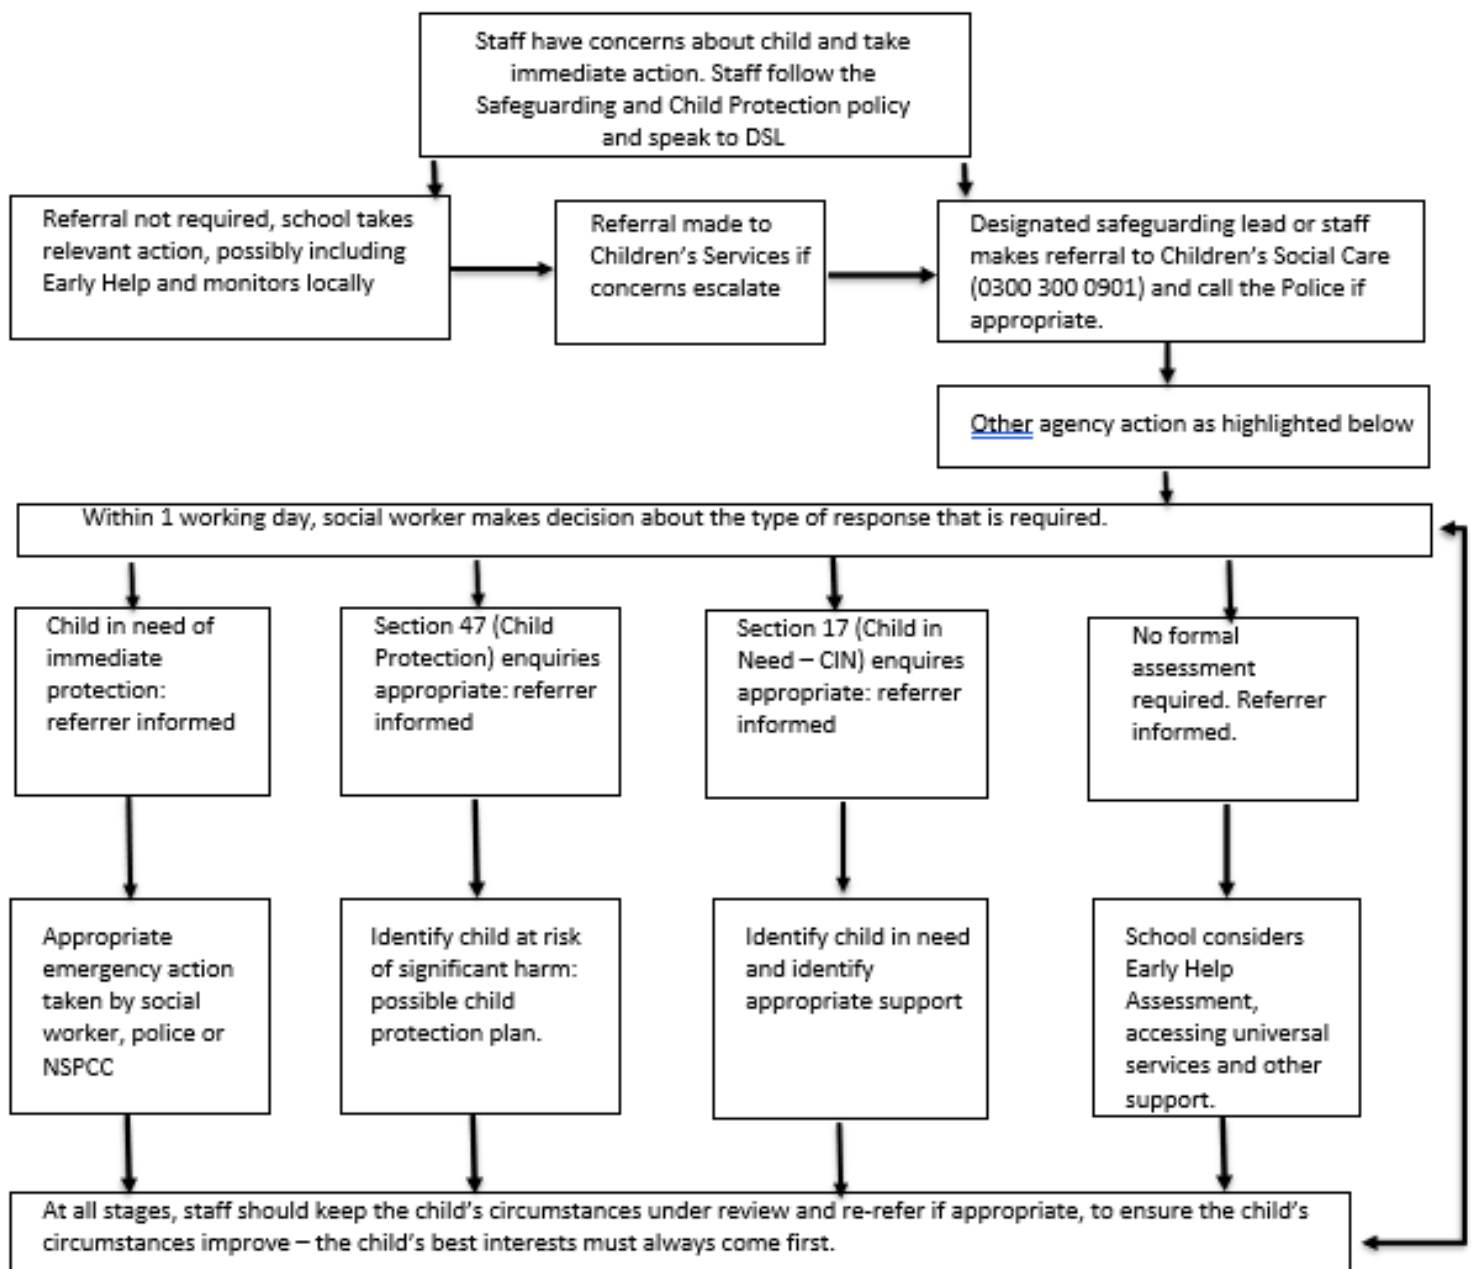 Staff have concerns about child and take
immediate action. Staff follow the
Safeguarding and Child Protection policy
and speak to DSL
Referral not required, school takes
relevant action, possibly including
Early Help and monitors locally
Referral made to
Children's Services if
concerns escalate
Designated safeguarding lead or staff
makes referral to Children's Social Care
(0300 300 0901) and call the Police if
appropriate.
Other agency action as highlighted below
Within 1 working day, social worker makes decision about the type of response that is required.
Child in need of
immediate
protection:
referrer informed
Section 47 (Child
Protection) enquiries
appropriate: referrer
informed
Section 17 (Child in
Need – CIN) enquires
appropriate: referrer
informed
No formal
assessment
required. Referrer
informed.
Appropriate
emergency action
taken by social
worker, police or
NSPCC
Identify child at risk
of significant harm:
possible child
protection plan.
Identify child in need
and identify
appropriate support
School considers
Early Help
Assessment,
accessing universal
services and other
support.
At all stages, staff should keep the child's circumstances under review and re-refer if appropriate, to ensure the child's
circumstances improve – the child's best interests must always come first.